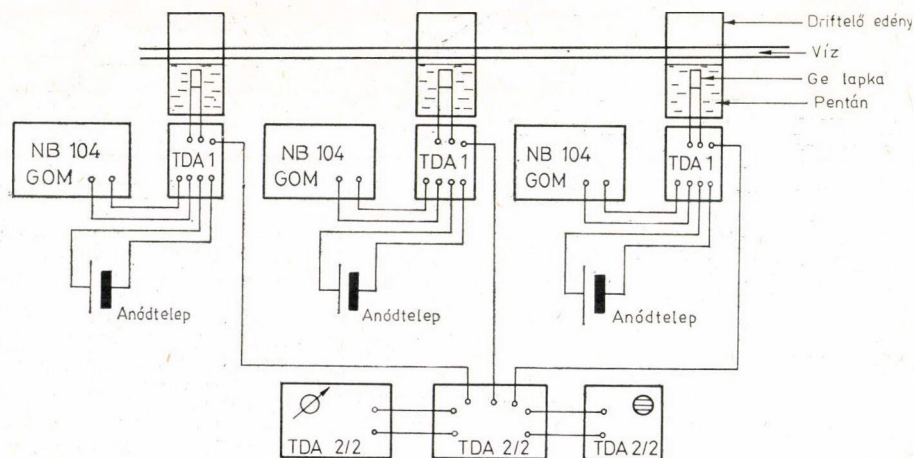 Driftelő edény
Víz
Ge lapka
Pentán
NB 104
GOM
TDA 1
NB 104
GOM
TDA 1
NB 104
GOM
TDA 1
Anódtelep
Anódtelep
Anódtelep
TDA 2/2
TDA 2/2
TDA 2/2